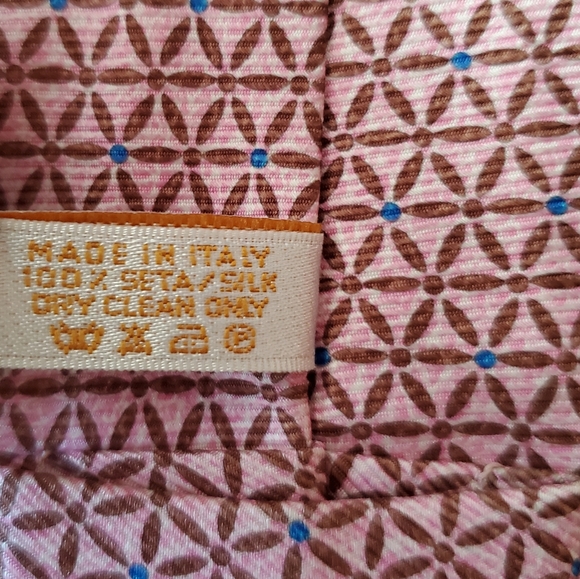 MADE IN ITALY
100% SETA/SILK
DRY CLEAN ONLY
P